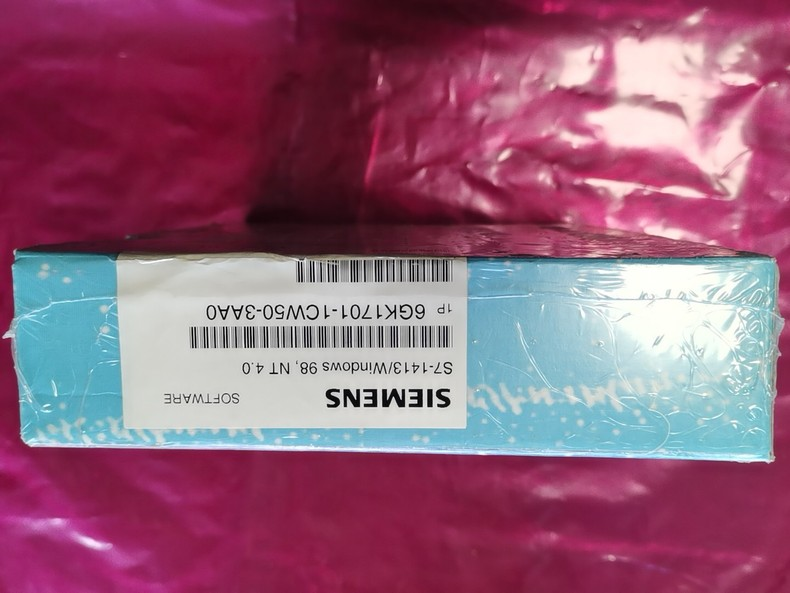 SIEMENS SOFTWARE
S7-1413/Windows 98, NT 4.0
1P 6GK1701-1CW50-3AA0